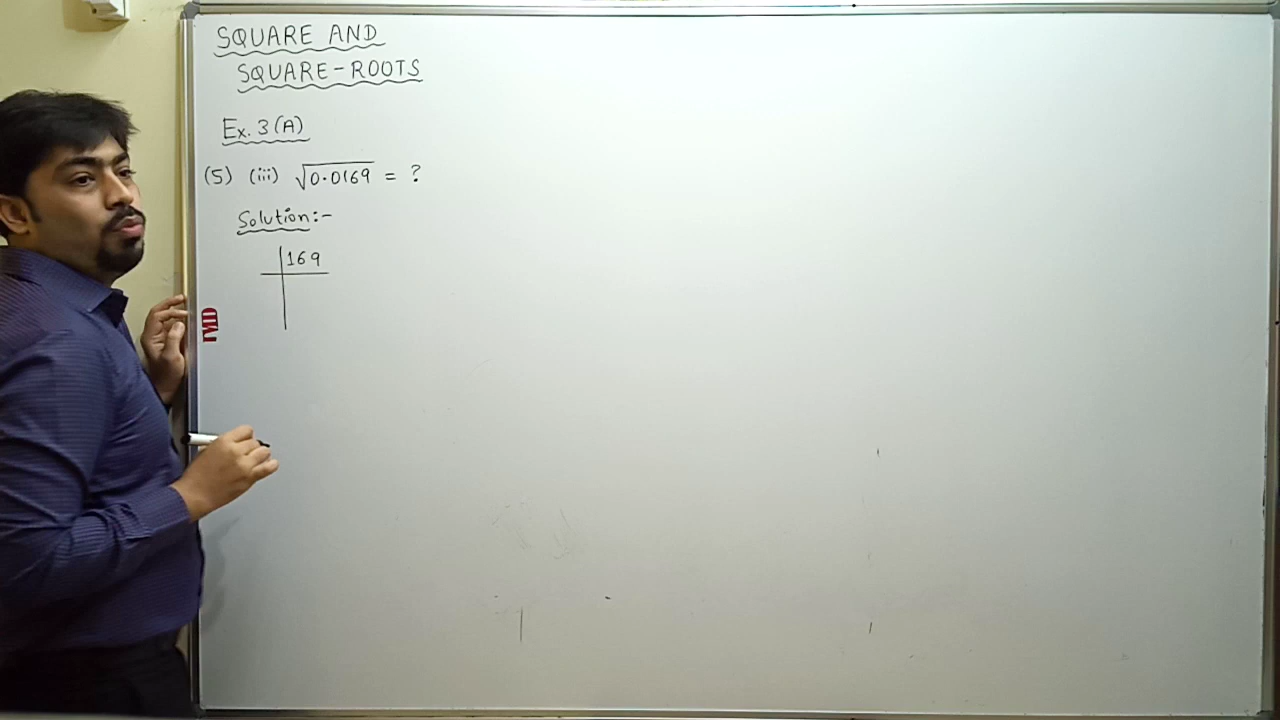 SQUARE AND
SQUARE-ROOTS
Ex. 3(A)
(5) (iii) √0.0169 = ?
Solution:-
169